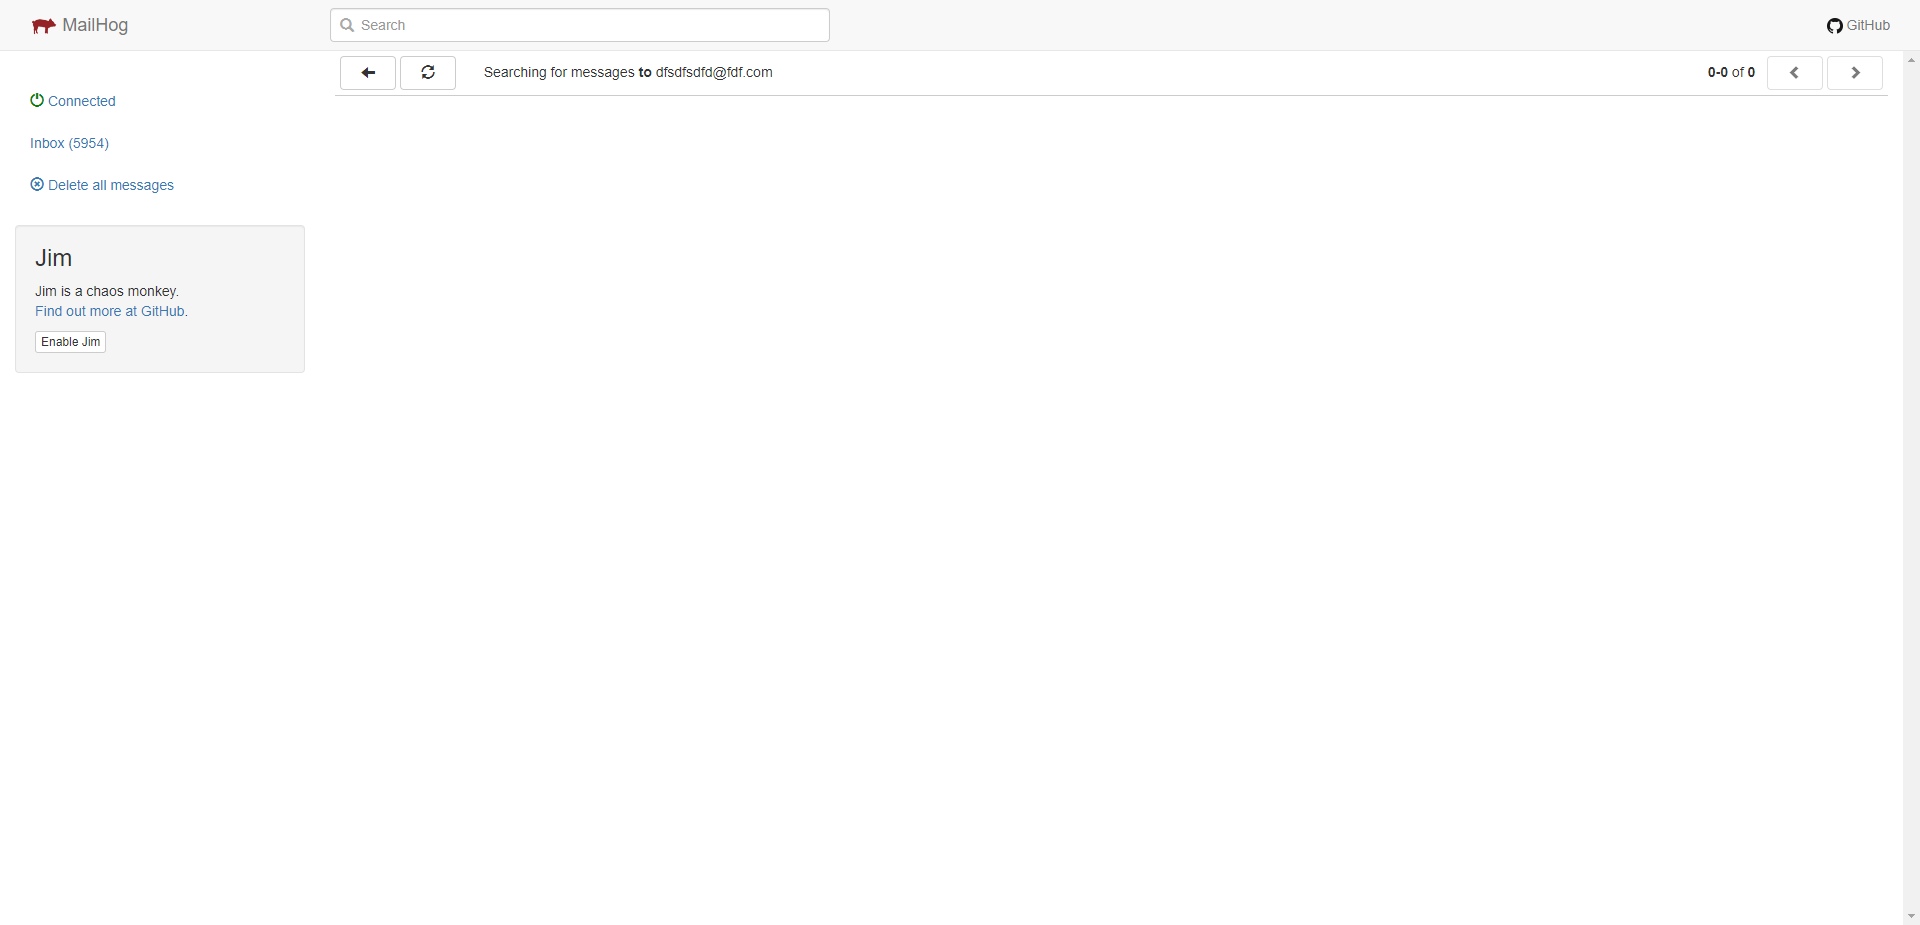 MailHog
Search
GitHub
Searching for messages to dfsdfsdfd@fdf.com
0-0 of 0
Connected
Inbox (5954)
Delete all messages
Jim
Jim is a chaos monkey.
Find out more at GitHub.
Enable Jim